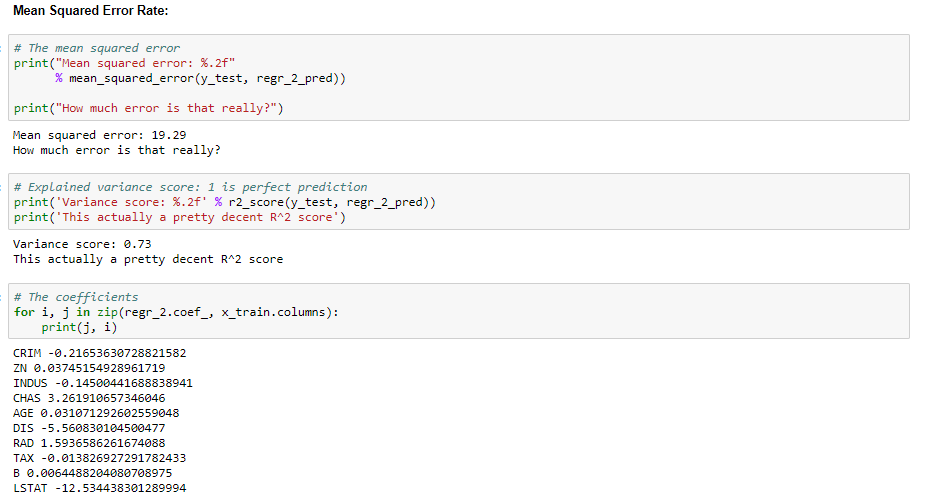 Mean Squared Error Rate:
# The mean squared error
print("Mean squared error: %.2f"
      % mean_squared_error(y_test, regr_2_pred))
print("How much error is that really?")
Mean squared error: 19.29
How much error is that really?
# Explained variance score: 1 is perfect prediction
print('Variance score: %.2f' % r2_score(y_test, regr_2_pred))
print('This actually a pretty decent R^2 score')
Variance score: 0.73
This actually a pretty decent R^2 score
# The coefficients
for i, j in zip(regr_2.coef_, x_train.columns):
    print(j, i)
CRIM -0.21653630728821582
ZN 0.03745154928961719
INDUS -0.14500441688838941
CHAS 3.261910657346046
AGE 0.031071292602559048
DIS -5.560830104500477
RAD 1.5936586261674088
TAX -0.013826927291782433
B 0.0064488204080708975
LSTAT -12.534438301289994